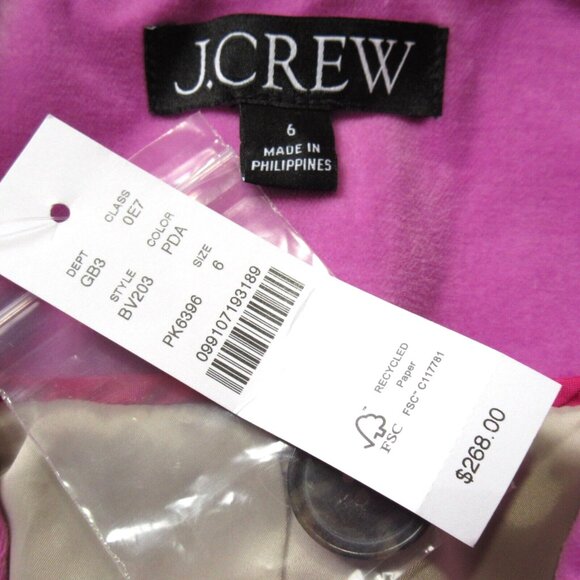 J.CREW
6
MADE IN
PHILIPPINES
DEPT
GB3
CLASS
0E7
STYLE
BV203
COLOR
PDA
PK6396
SIZE
6
099107193189
RECYCLED
Paper
FSC™ C117781
FSC
$268.00